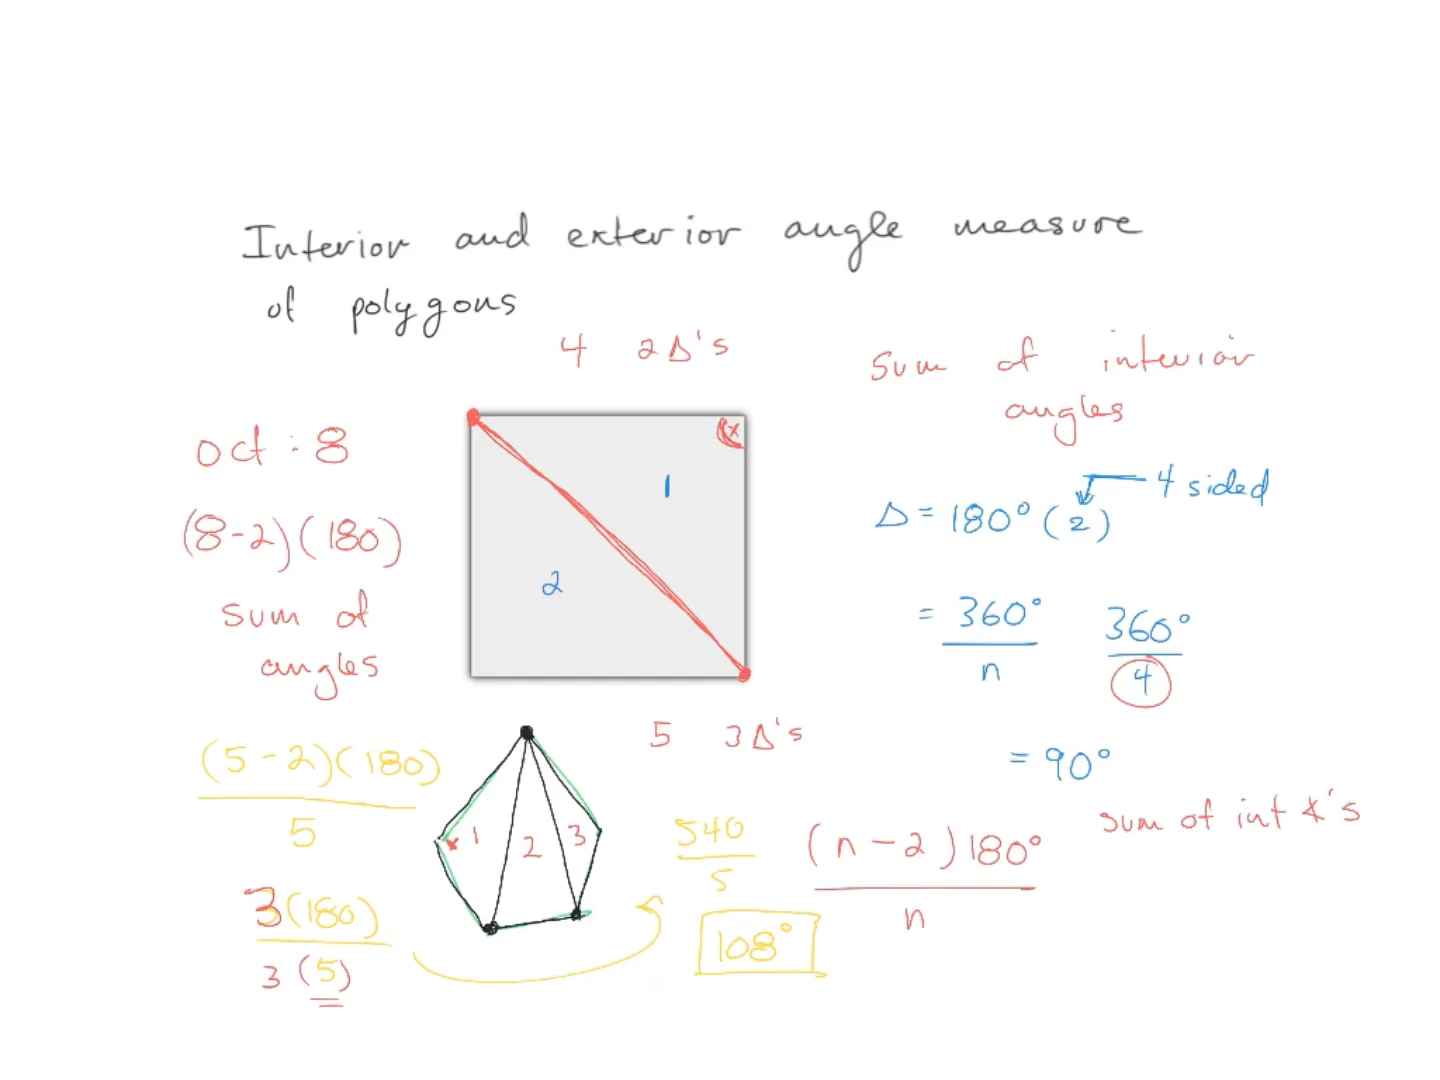 Interior and exterior angle measure
of polygons
4 2Δ's
sum of interior
angles
oct : 8
x
1
4 sided
(8-2)(180)
Δ = 180° (2)
2
sum of
angles
= 360°
n
360°
4
5 3Δ's
= 90°
(5-2)(180)
5
sum of int ∡'s
1 2 3
540
5
(n-2)180°
n
3(180)
3 (5)
108°